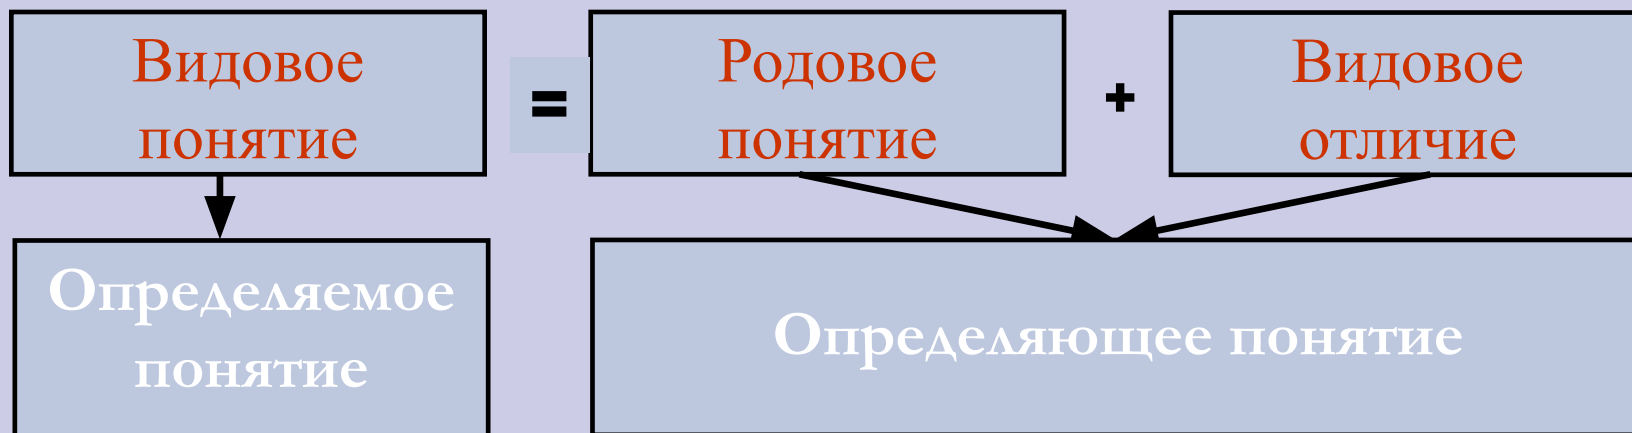 Видовое
понятие
=
Родовое
понятие
+
Видовое
отличие
Определяемое
понятие
Определяющее понятие